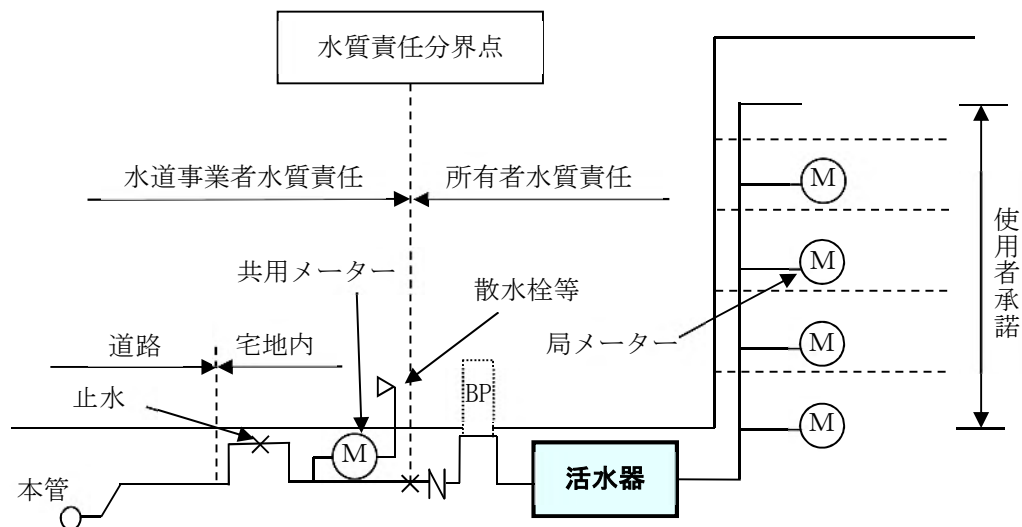 水質責任分界点
水道事業者水質責任
所有者水質責任
共用メーター
散水栓等
道路
宅地内
止水
本管
M
BP
活水器
局メーター
M
M
M
M
使用者承諾